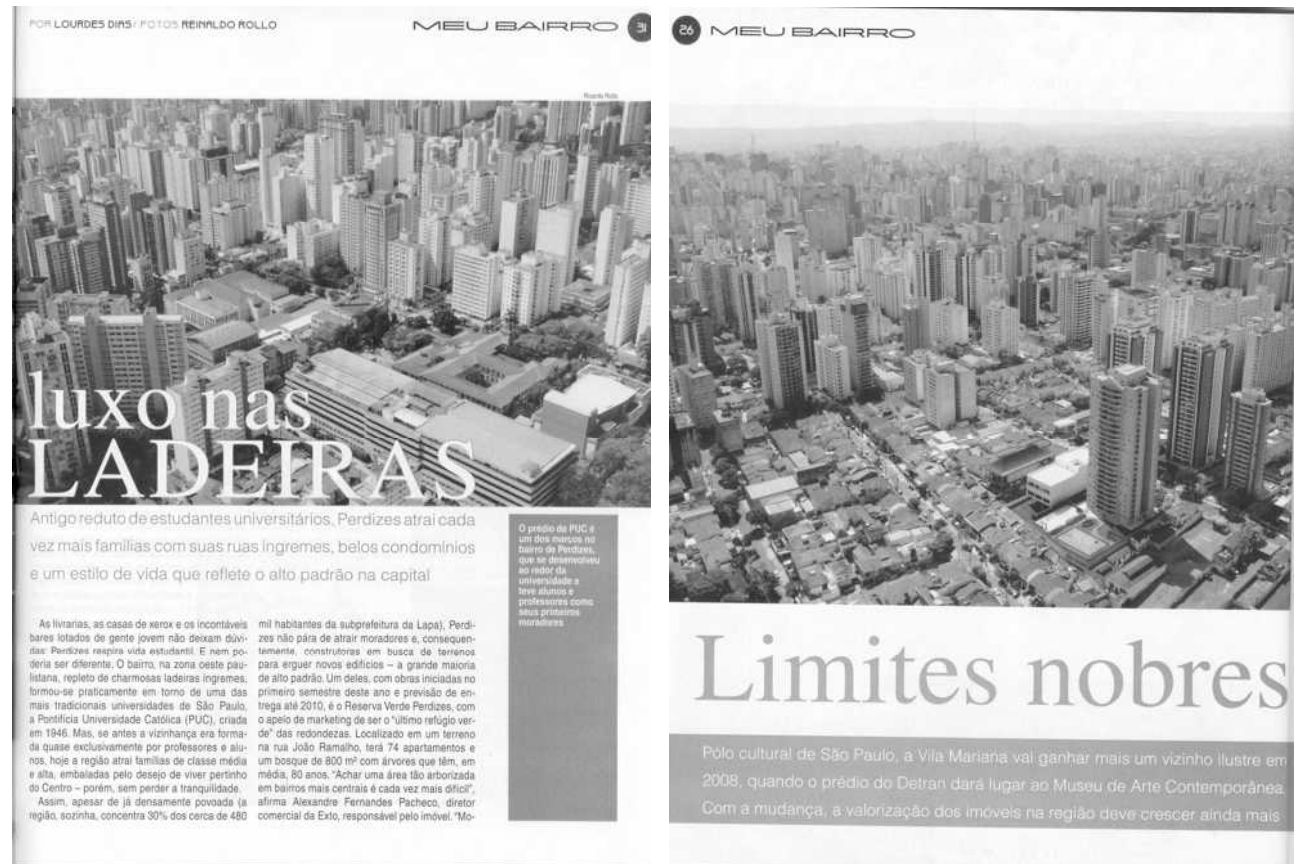 POR LOURDES DIAS / FOTOS REINALDO ROLLO
MEU BAIRRO 31
Ricardo Rollo
luxo nas
LADEIRAS
Antigo reduto de estudantes universitários, Perdizes atrai cada
vez mais famílias com suas ruas íngremes, belos condomínios
e um estilo de vida que reflete o alto padrão na capital
O prédio da PUC é
um dos marcos no
bairro de Perdizes,
que se desenvolveu
ao redor da
universidade e
teve alunos e
professores como
seus primeiros
moradores
As livrarias, as casas de xerox e os incontáveis
bares lotados de gente jovem não deixam dúvi-
das: Perdizes respira vida estudantil. E nem po-
deria ser diferente. O bairro, na zona oeste pau-
listana, repleto de charmosas ladeiras íngremes,
formou-se praticamente em torno de uma das
mais tradicionais universidades de São Paulo,
a Pontifícia Universidade Católica (PUC), criada
em 1946. Mas, se antes a vizinhança era forma-
da quase exclusivamente por professores e alu-
nos, hoje a região atrai famílias de classe média
e alta, embaladas pelo desejo de viver pertinho
do Centro – porém, sem perder a tranquilidade.
Assim, apesar de já densamente povoada (a
região, sozinha, concentra 30% dos cerca de 480
mil habitantes da subprefeitura da Lapa), Perdi-
zes não pára de atrair moradores e, consequen-
temente, construtoras em busca de terrenos
para erguer novos edifícios – a grande maioria
de alto padrão. Um deles, com obras iniciadas no
primeiro semestre deste ano e previsão de en-
trega até 2010, é o Reserva Verde Perdizes, com
o apelo de marketing de ser o "último refúgio ver-
de" das redondezas. Localizado em um terreno
na rua João Ramalho, terá 74 apartamentos e
um bosque de 800 m² com árvores que têm, em
média, 80 anos. "Achar uma área tão arborizada
em bairros mais centrais é cada vez mais difícil",
afirma Alexandre Fernandes Pacheco, diretor
comercial da Exto, responsável pelo imóvel. "Mo-
26 MEU BAIRRO
Limites nobres
Pólo cultural de São Paulo, a Vila Mariana vai ganhar mais um vizinho ilustre em
2008, quando o prédio do Detran dará lugar ao Museu de Arte Contemporânea.
Com a mudança, a valorização dos imóveis na região deve crescer ainda mais